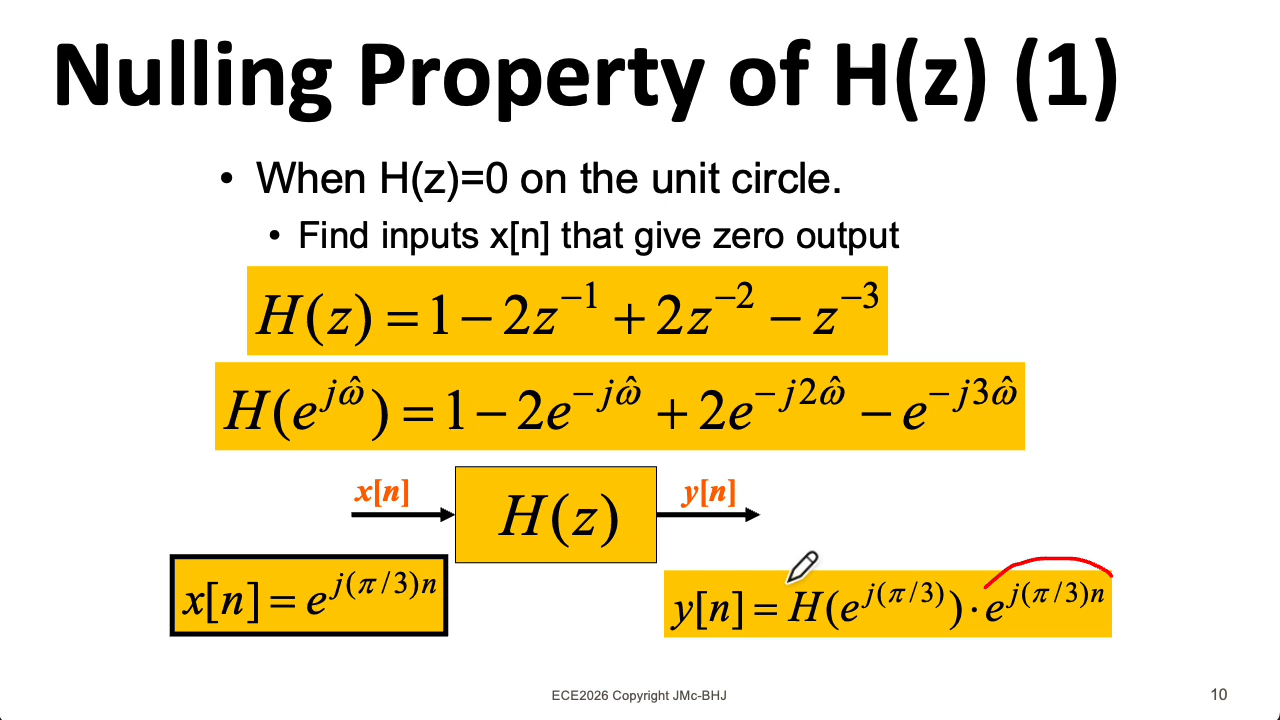 Nulling Property of H(z) (1)
• When H(z)=0 on the unit circle.
• Find inputs x[n] that give zero output
H(z) = 1 − 2z⁻¹ + 2z⁻² − z⁻³
H(e^{jω̂}) = 1 − 2e^{−jω̂} + 2e^{−j2ω̂} − e^{−j3ω̂}
x[n]
H(z)
y[n]
x[n] = e^{j(π/3)n}
y[n] = H(e^{j(π/3)}) · e^{j(π/3)n}
ECE2026 Copyright JMc-BHJ
10